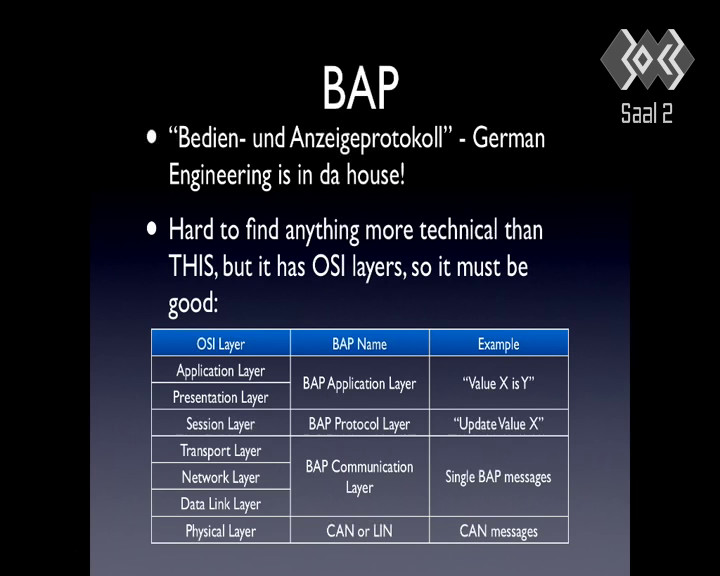 BAP
Saal 2
• “Bedien- und Anzeigeprotokoll” - German
Engineering is in da house!
• Hard to find anything more technical than
THIS, but it has OSI layers, so it must be
good:
OSI Layer BAP Name Example
Application Layer
BAP Application Layer “Value X is Y”
Presentation Layer
Session Layer BAP Protocol Layer “Update Value X”
Transport Layer
BAP Communication
Layer
Network Layer Single BAP messages
Data Link Layer
Physical Layer CAN or LIN CAN messages